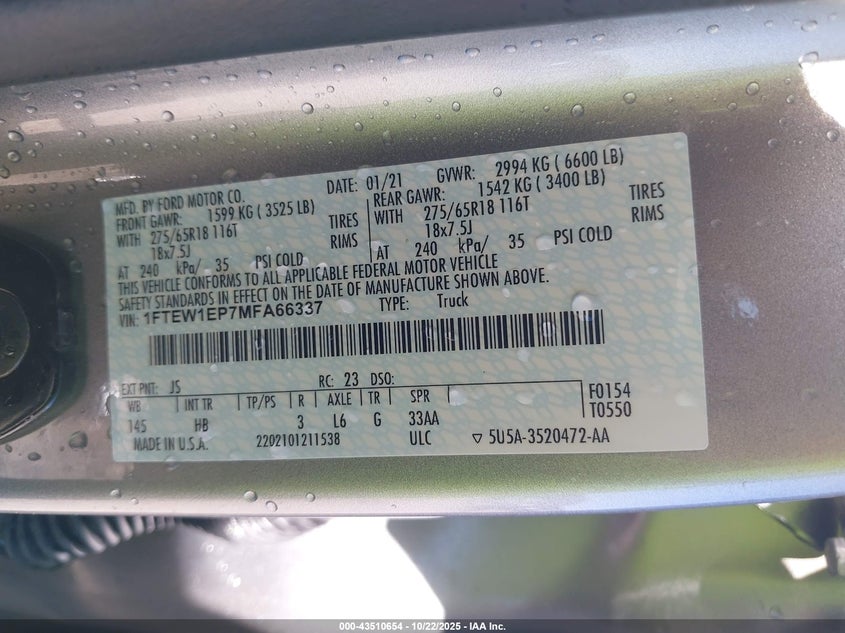 MFD. BY FORD MOTOR CO.
DATE: 01/21
GVWR: 2994 KG ( 6600 LB)
FRONT GAWR: 1599 KG ( 3525 LB)
REAR GAWR: 1542 KG ( 3400 LB)
WITH 275/65R18 116T TIRES
WITH 275/65R18 116T TIRES
18x7.5J RIMS
18x7.5J RIMS
AT 240 kPa/ 35 PSI COLD
AT 240 kPa/ 35 PSI COLD
THIS VEHICLE CONFORMS TO ALL APPLICABLE FEDERAL MOTOR VEHICLE
SAFETY STANDARDS IN EFFECT ON THE DATE OF MANUFACTURE SHOWN ABOVE.
VIN: 1FTEW1EP7MFA66337
TYPE: Truck
EXT PNT: JS RC: 23 DSO:
WB INT TR TP/PS R AXLE TR SPR
145 HB 3 L6 G 33AA
F0154
T0550
MADE IN U.S.A. 2202101211538 ULC ▽ 5U5A-3520472-AA
000-43510654 - 10/22/2025 - IAA Inc.